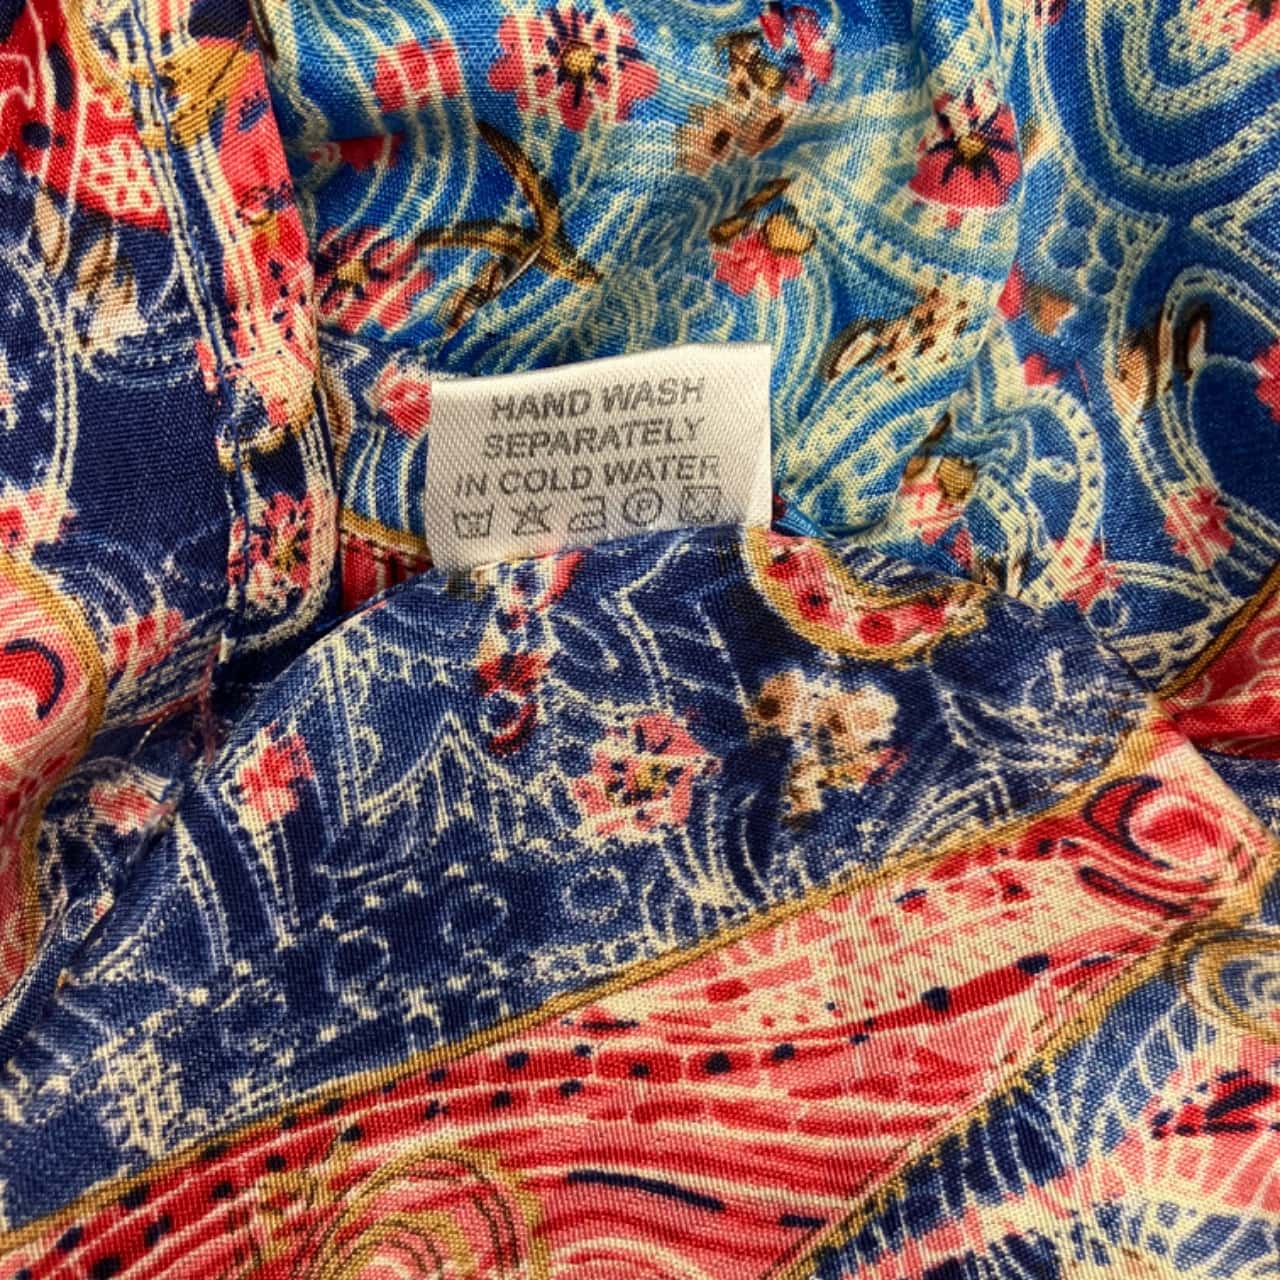 HAND WASH
SEPARATELY
IN COLD WATER
P